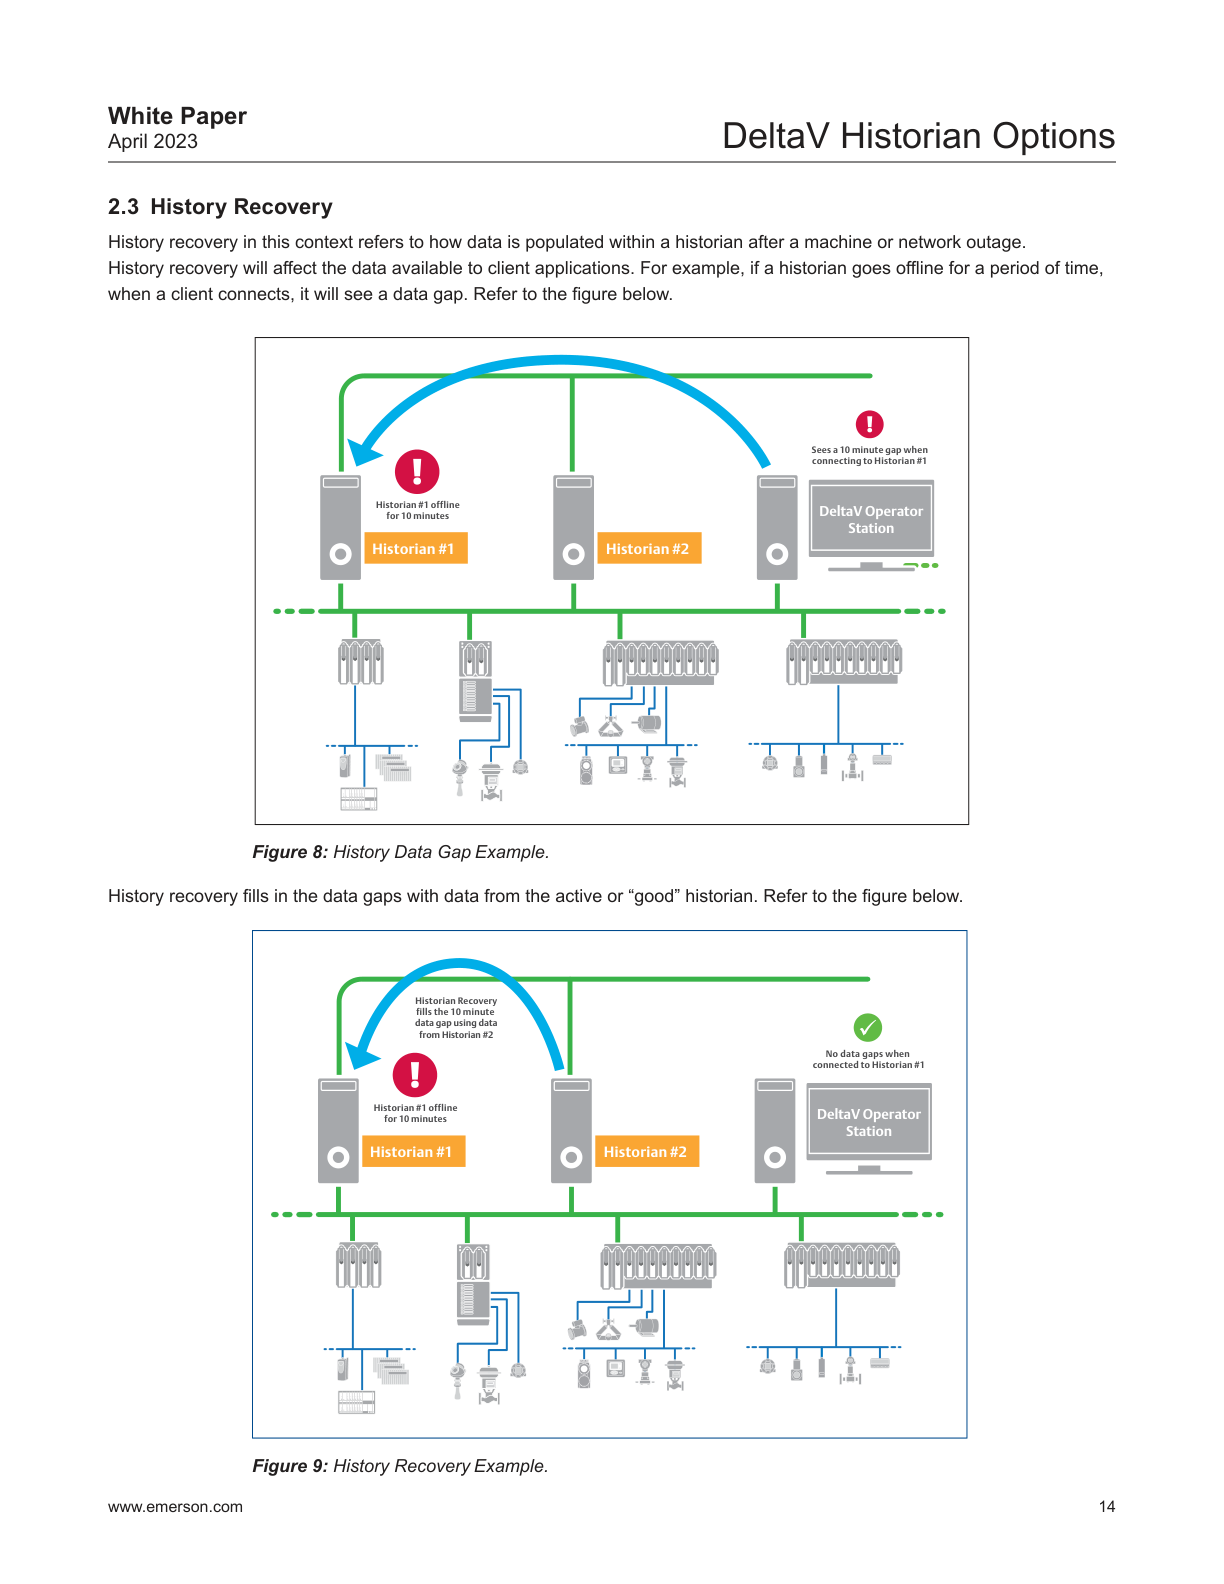 White Paper
April 2023
DeltaV Historian Options
2.3 History Recovery
History recovery in this context refers to how data is populated within a historian after a machine or network outage.
History recovery will affect the data available to client applications. For example, if a historian goes offline for a period of time,
when a client connects, it will see a data gap. Refer to the figure below.
Sees a 10 minute gap when
connecting to Historian #1
Historian #1 offline
for 10 minutes
Historian #1
Historian #2
DeltaV Operator
Station
Figure 8: History Data Gap Example.
History recovery fills in the data gaps with data from the active or “good” historian. Refer to the figure below.
Historian Recovery
fills the 10 minute
data gap using data
from Historian #2
No data gaps when
connected to Historian #1
Historian #1 offline
for 10 minutes
Historian #1
Historian #2
DeltaV Operator
Station
Figure 9: History Recovery Example.
www.emerson.com
14